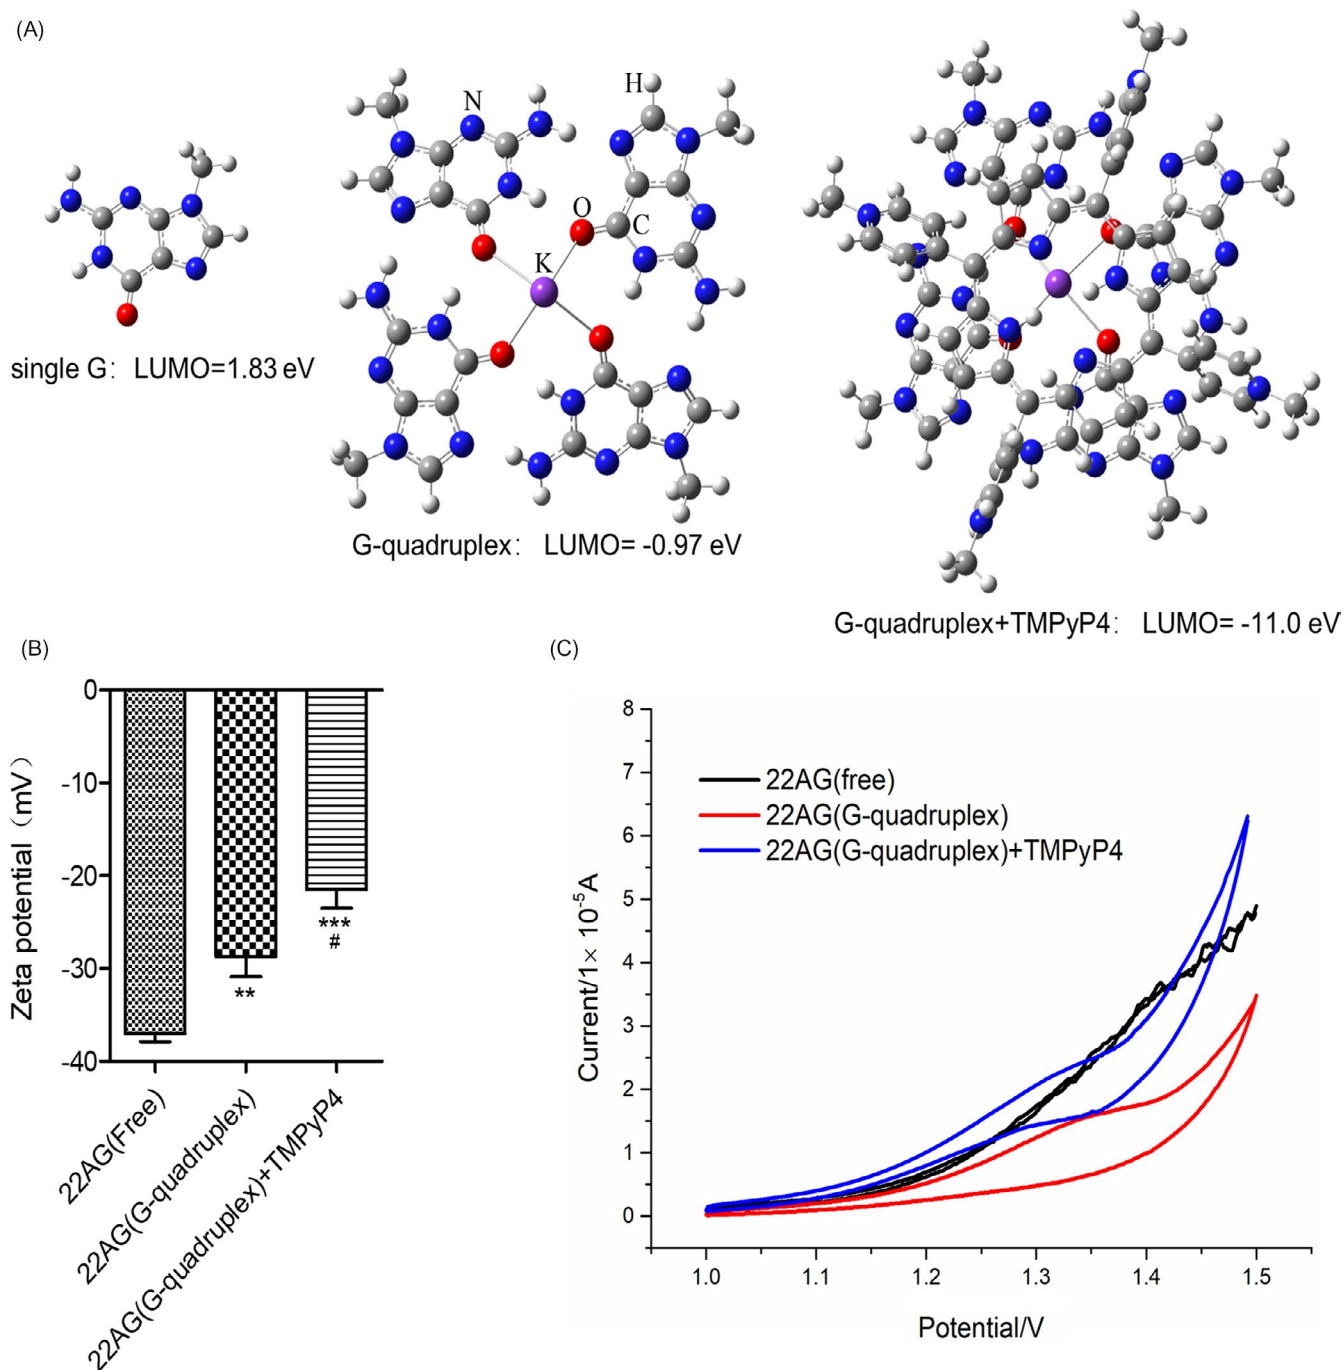 (A)
N
H
O
C
K
single G: LUMO=1.83 eV
G-quadruplex: LUMO= -0.97 eV
G-quadruplex+TMPyP4: LUMO= -11.0 eV
(B)
Zeta potential (mV)
0
-10
-20
-30
-40
**
***
#
22AG(Free)
22AG(G-quadruplex)
22AG(G-quadruplex)+TMPyP4
(C)
Current/1× 10⁻⁵A
8
7
6
5
4
3
2
1
0
22AG(free)
22AG(G-quadruplex)
22AG(G-quadruplex)+TMPyP4
1.0 1.1 1.2 1.3 1.4 1.5
Potential/V